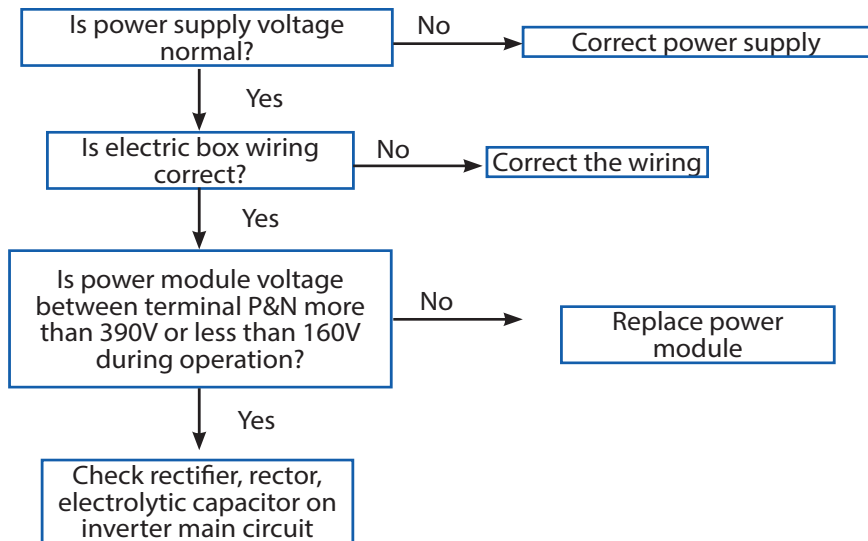 Is power supply voltage
normal?
No
Correct power supply
Yes
Is electric box wiring
correct?
No
Correct the wiring
Yes
Is power module voltage
between terminal P&N more
than 390V or less than 160V
during operation?
No
Replace power
module
Yes
Check rectifier, rector,
electrolytic capacitor on
inverter main circuit